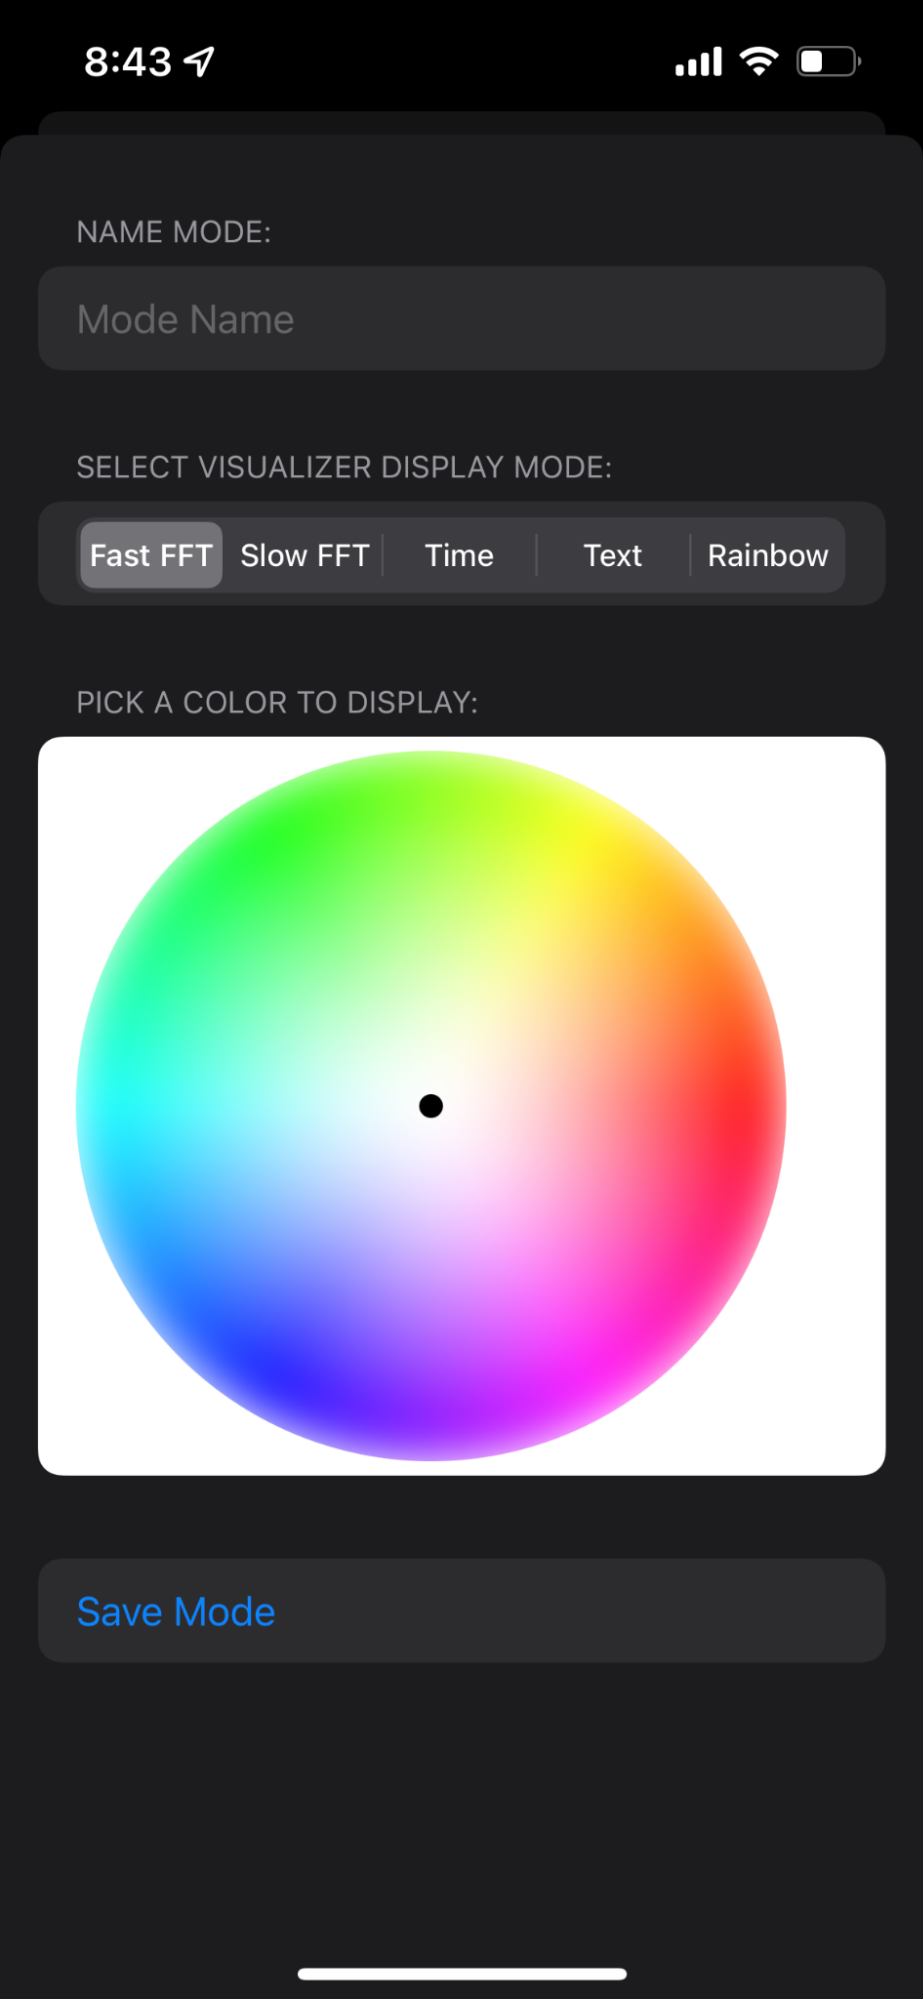 8:43
NAME MODE:
Mode Name
SELECT VISUALIZER DISPLAY MODE:
Fast FFT Slow FFT Time Text Rainbow
PICK A COLOR TO DISPLAY:
Save Mode